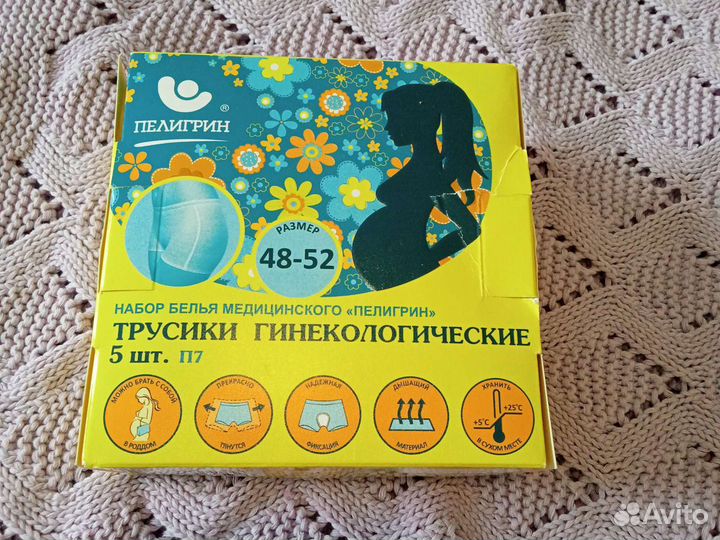 ПЕЛИГРИН ®
РАЗМЕР
48-52
НАБОР БЕЛЬЯ МЕДИЦИНСКОГО «ПЕЛИГРИН»
ТРУСИКИ ГИНЕКОЛОГИЧЕСКИЕ
5 шт. П7
МОЖНО БРАТЬ С СОБОЙ
В РОДДОМ
ПРЕКРАСНО
ТЯНУТСЯ
НАДЕЖНАЯ
ФИКСАЦИЯ
ДЫШАЩИЙ
МАТЕРИАЛ
ХРАНИТЬ
+5°С +25°С
В СУХОМ МЕСТЕ
Avito